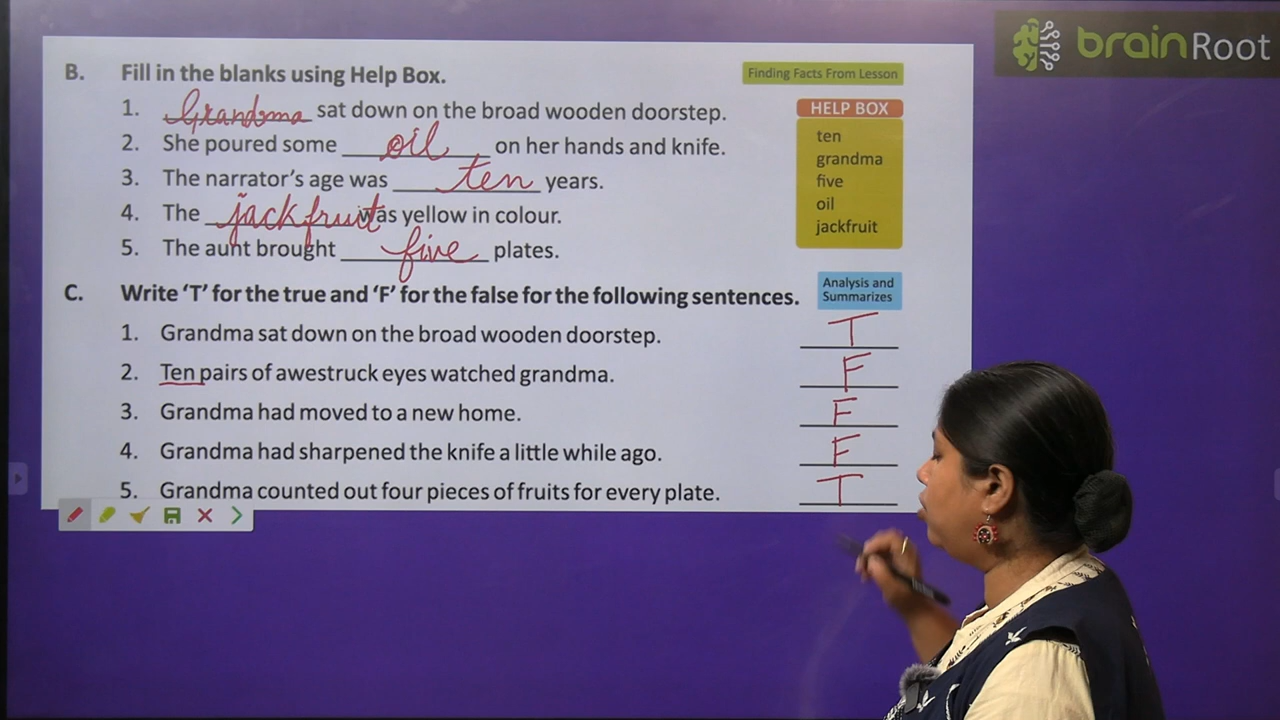 brainRoot
B. Fill in the blanks using Help Box.
Finding Facts From Lesson
1. Grandma sat down on the broad wooden doorstep.
2. She poured some oil on her hands and knife.
3. The narrator's age was ten years.
4. The jackfruit was yellow in colour.
5. The aunt brought five plates.
HELP BOX
ten
grandma
five
oil
jackfruit
C. Write 'T' for the true and 'F' for the false for the following sentences.
Analysis and
Summarizes
1. Grandma sat down on the broad wooden doorstep. T
2. Ten pairs of awestruck eyes watched grandma. F
3. Grandma had moved to a new home. F
4. Grandma had sharpened the knife a little while ago. F
5. Grandma counted out four pieces of fruits for every plate. T